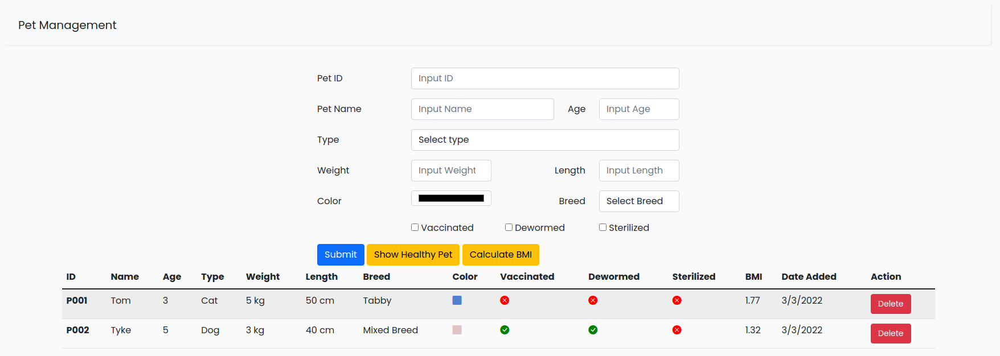 Pet Management
Pet ID Input ID
Pet Name Input Name Age Input Age
Type Select type
Weight Input Weight Length Input Length
Color Breed Select Breed
Vaccinated Dewormed Sterilized
Submit Show Healthy Pet Calculate BMI
ID Name Age Type Weight Length Breed Color Vaccinated Dewormed Sterilized BMI Date Added Action
P001 Tom 3 Cat 5 kg 50 cm Tabby 1.77 3/3/2022 Delete
P002 Tyke 5 Dog 3 kg 40 cm Mixed Breed 1.32 3/3/2022 Delete